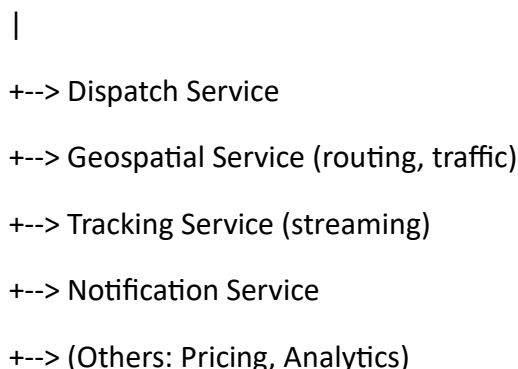 |
+--> Dispatch Service
+--> Geospatial Service (routing, traffic)
+--> Tracking Service (streaming)
+--> Notification Service
+--> (Others: Pricing, Analytics)